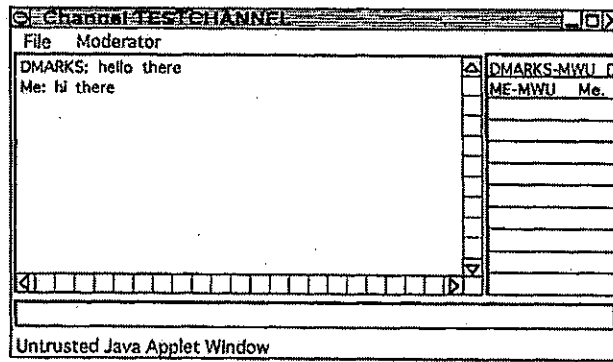 Channel TESTCHANNEL
File Moderator
DMARKS: hello there
Me: hi there
DMARKS-MWU
ME-MWU Me.
Untrusted Java Applet Window